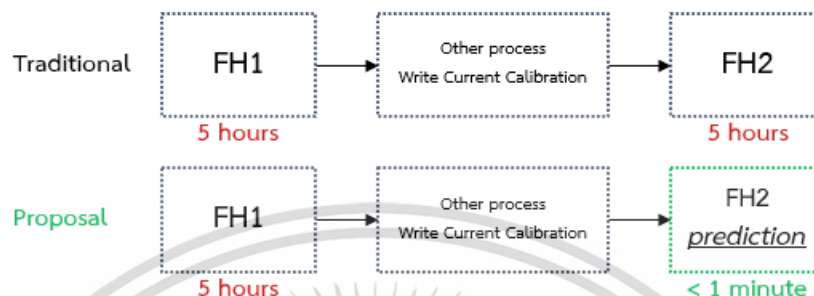 Traditional
FH1
Other process
Write Current Calibration
FH2
5 hours
5 hours
Proposal
FH1
Other process
Write Current Calibration
FH2
prediction
5 hours
< 1 minute